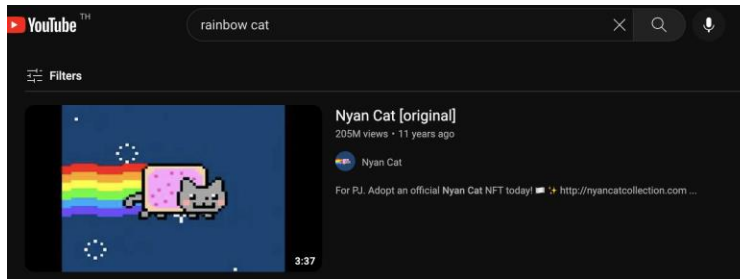 YouTube TH
rainbow cat
Filters
Nyan Cat [original]
205M views • 11 years ago
Nyan Cat
For PJ. Adopt an official Nyan Cat NFT today! http://nyancatcollection.com ...
3:37